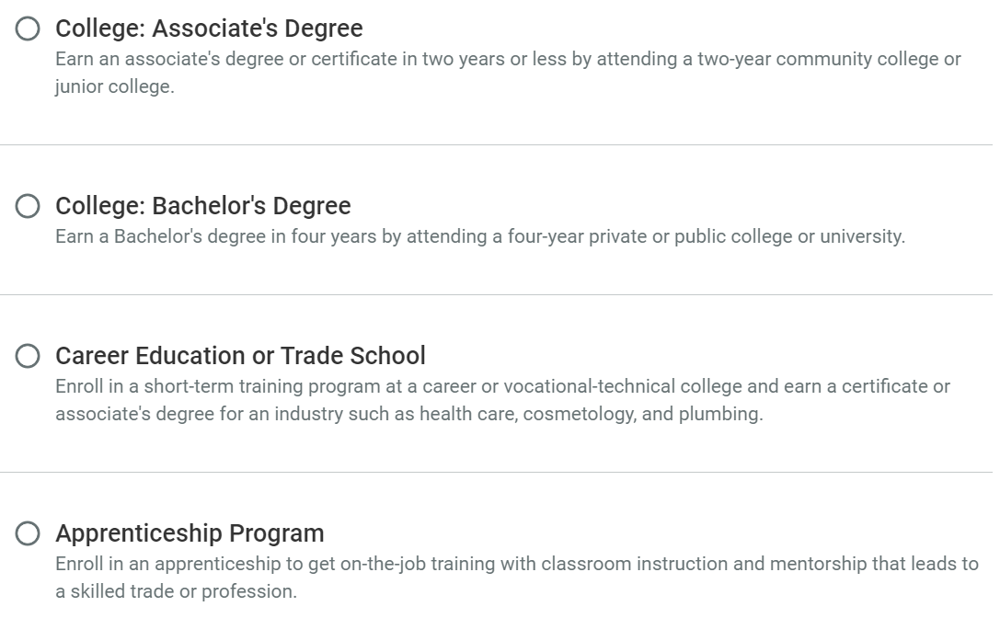 College: Associate's Degree
Earn an associate's degree or certificate in two years or less by attending a two-year community college or
junior college.
College: Bachelor's Degree
Earn a Bachelor's degree in four years by attending a four-year private or public college or university.
Career Education or Trade School
Enroll in a short-term training program at a career or vocational-technical college and earn a certificate or
associate's degree for an industry such as health care, cosmetology, and plumbing.
Apprenticeship Program
Enroll in an apprenticeship to get on-the-job training with classroom instruction and mentorship that leads to
a skilled trade or profession.